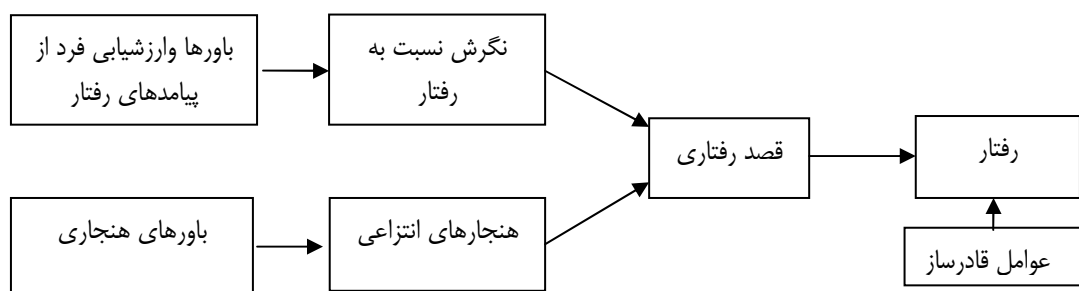 باورها وارزشیابی فرد از
پیامدهای رفتار
نگرش نسبت به
رفتار
قصد رفتاری
رفتار
باورهای هنجاری
هنجارهای انتزاعی
عوامل قادرساز